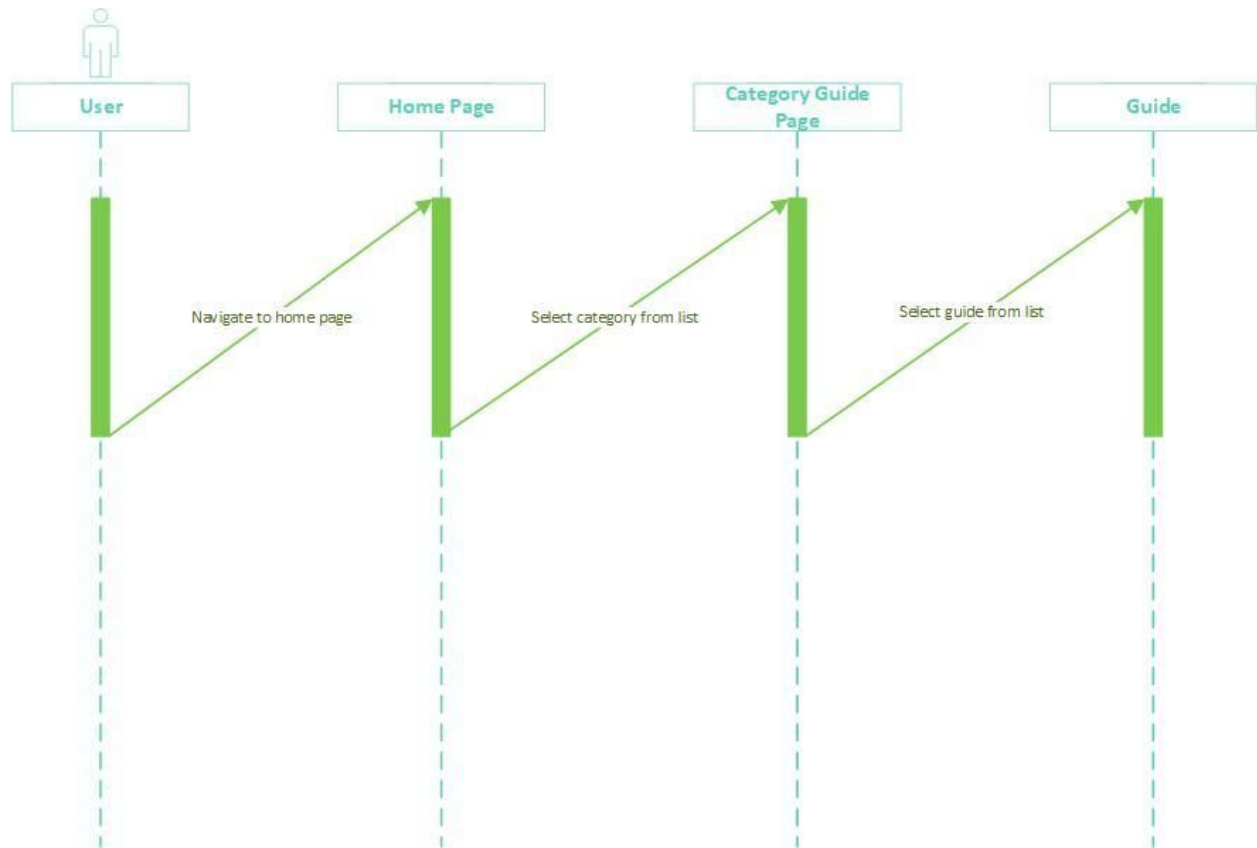 User
Home Page
Category Guide
Page
Guide
Navigate to home page
Select category from list
Select guide from list